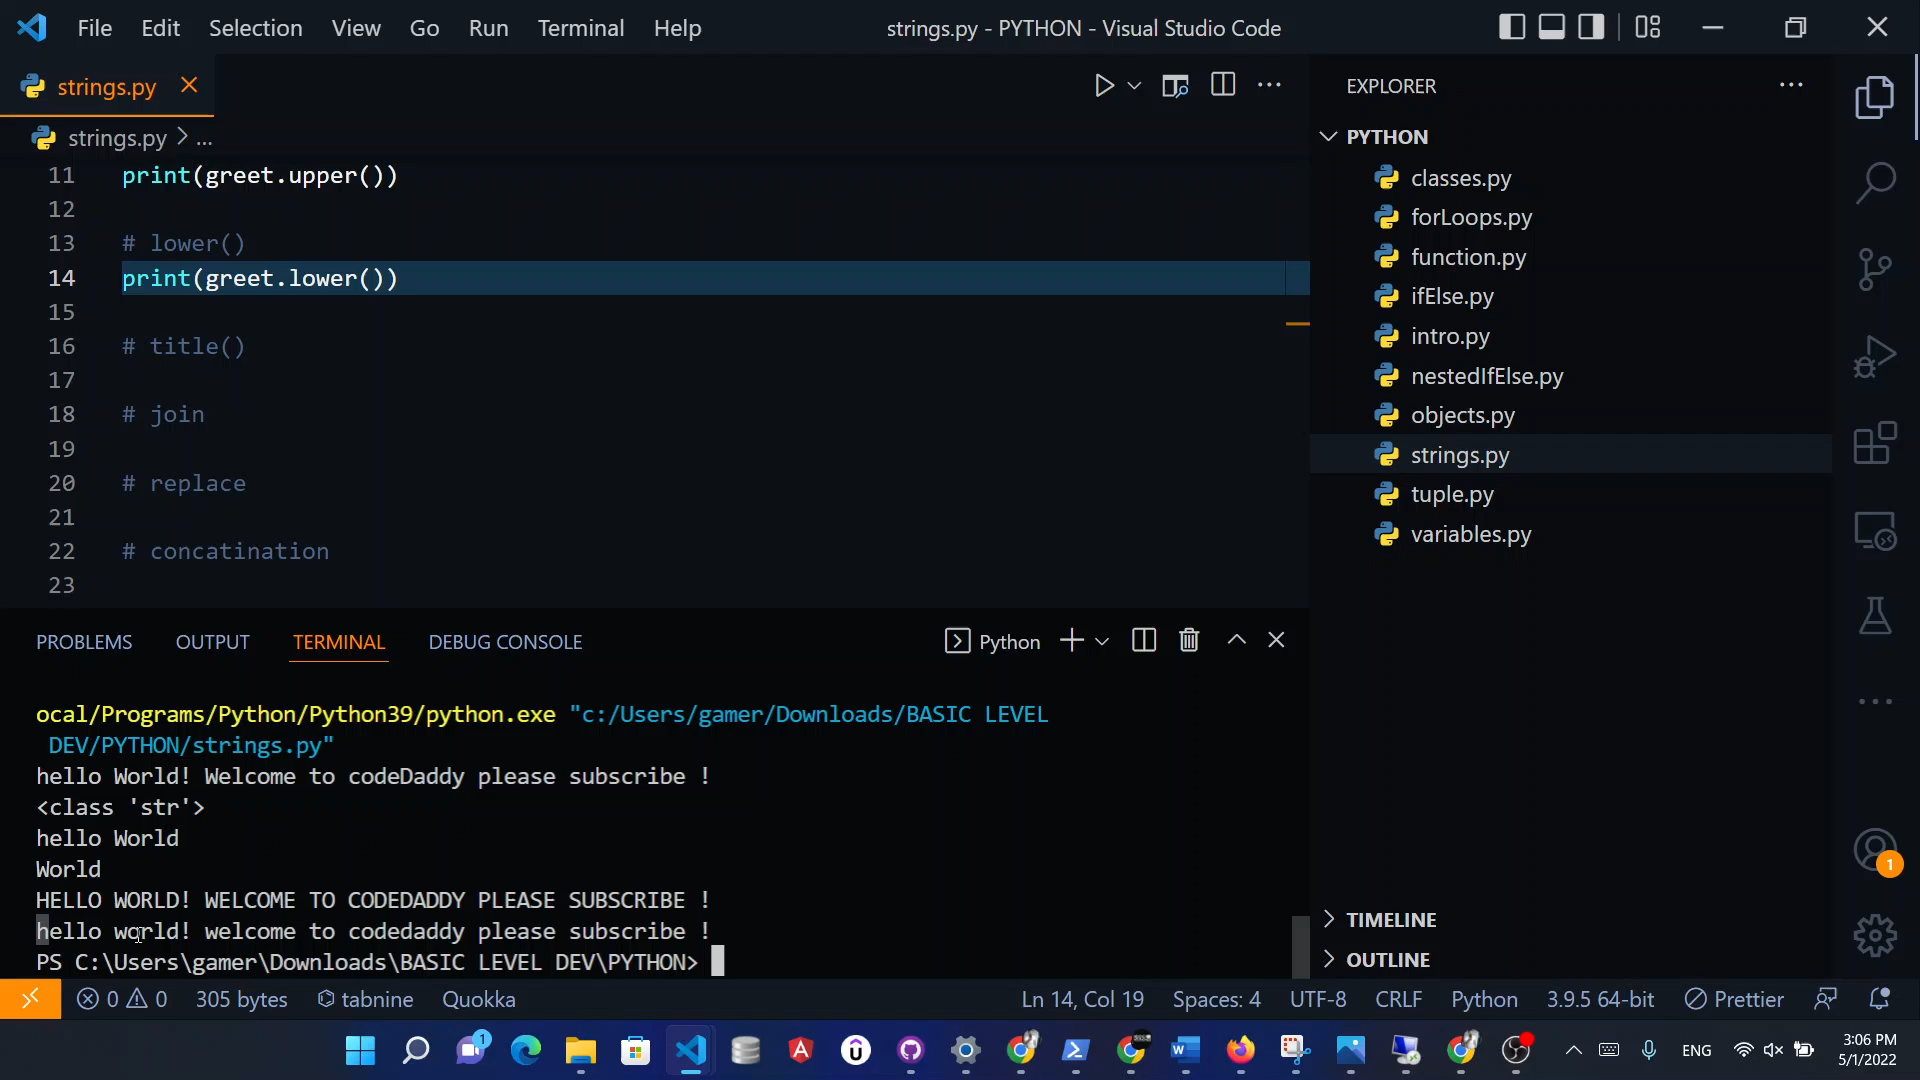 File Edit Selection View Go Run Terminal Help
strings.py - PYTHON - Visual Studio Code
strings.py
strings.py > ...
11 print(greet.upper())
12
13 # lower()
14 print(greet.lower())
15
16 # title()
17
18 # join
19
20 # replace
21
22 # concatination
23
EXPLORER
PYTHON
classes.py
forLoops.py
function.py
ifElse.py
intro.py
nestedIfElse.py
objects.py
strings.py
tuple.py
variables.py
TIMELINE
OUTLINE
PROBLEMS OUTPUT TERMINAL DEBUG CONSOLE
Python
ocal/Programs/Python/Python39/python.exe "c:/Users/gamer/Downloads/BASIC LEVEL
DEV/PYTHON/strings.py"
hello World! Welcome to codeDaddy please subscribe !
<class 'str'>
hello World
World
HELLO WORLD! WELCOME TO CODEDADDY PLEASE SUBSCRIBE !
hello world! welcome to codedaddy please subscribe !
PS C:\Users\gamer\Downloads\BASIC LEVEL DEV\PYTHON>
1
0 0 305 bytes tabnine Quokka Ln 14, Col 19 Spaces: 4 UTF-8 CRLF Python 3.9.5 64-bit Prettier
1
ENG
3:06 PM
5/1/2022